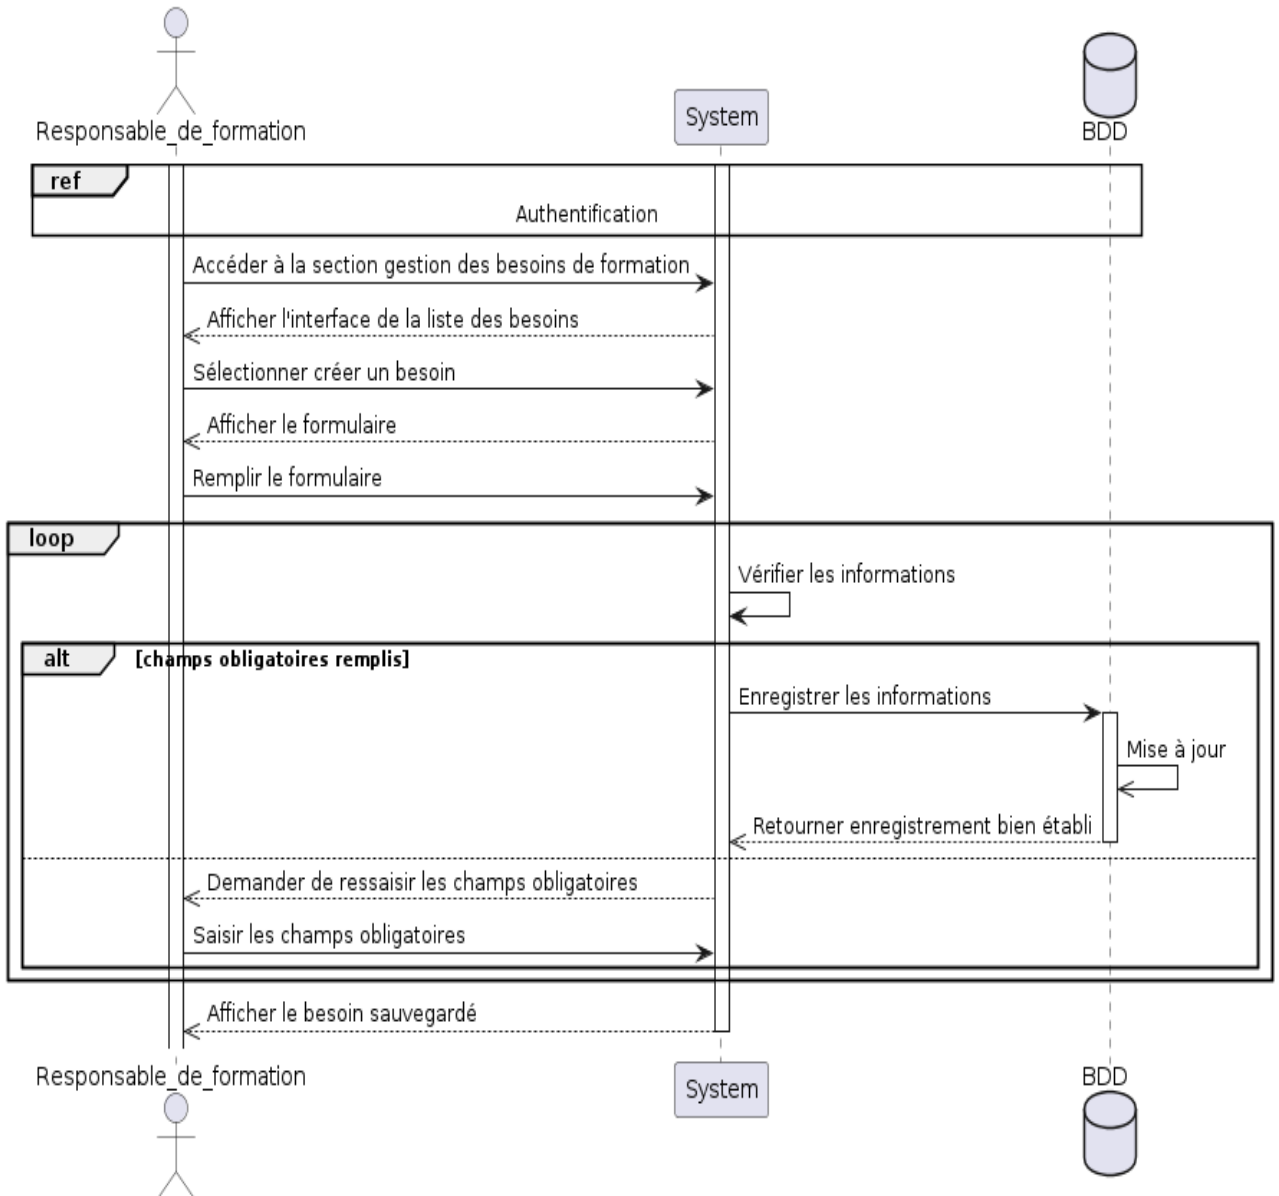 Responsable_de_formation
System
BDD
ref
Authentification
Accéder à la section gestion des besoins de formation
Afficher l'interface de la liste des besoins
Sélectionner créer un besoin
Afficher le formulaire
Remplir le formulaire
loop
Vérifier les informations
alt [champs obligatoires remplis]
Enregistrer les informations
Mise à jour
Retourner enregistrement bien établi
Demander de ressaisir les champs obligatoires
Saisir les champs obligatoires
Afficher le besoin sauvegardé
Responsable_de_formation
System
BDD